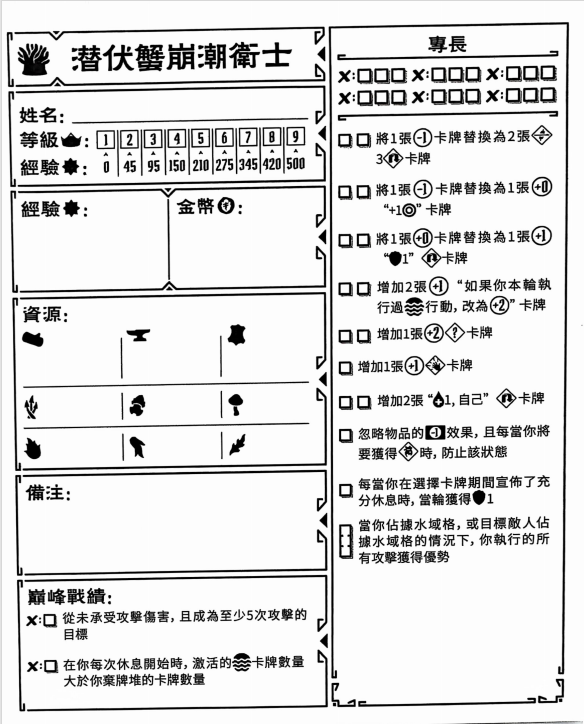 潜伏蟹崩潮衛士
姓名:
等級: 1 2 3 4 5 6 7 8 9
經驗: 0 45 95 150 210 275 345 420 500
經驗: 金幣:
資源:
備注:
巔峰戰績:
從未承受攻擊傷害, 且成為至少5次攻擊的
目標
在你每次休息開始時, 激活的卡牌數量
大於你棄牌堆的卡牌數量
專長
將1張-1卡牌替換為2張
3卡牌
將1張-1卡牌替換為1張+0
“+1”卡牌
將1張+0卡牌替換為1張+1
“1”卡牌
增加2張+1“如果你本輪執
行過行動, 改為+2”卡牌
增加1張+2?卡牌
增加1張+1卡牌
增加2張“1, 自己”卡牌
忽略物品的-1效果, 且每當你將
要獲得時, 防止該狀態
每當你在選擇卡牌期間宣佈了充
分休息時, 當輪獲得1
當你佔據水域格, 或目標敵人佔
據水域格的情況下, 你執行的所
有攻擊獲得優勢